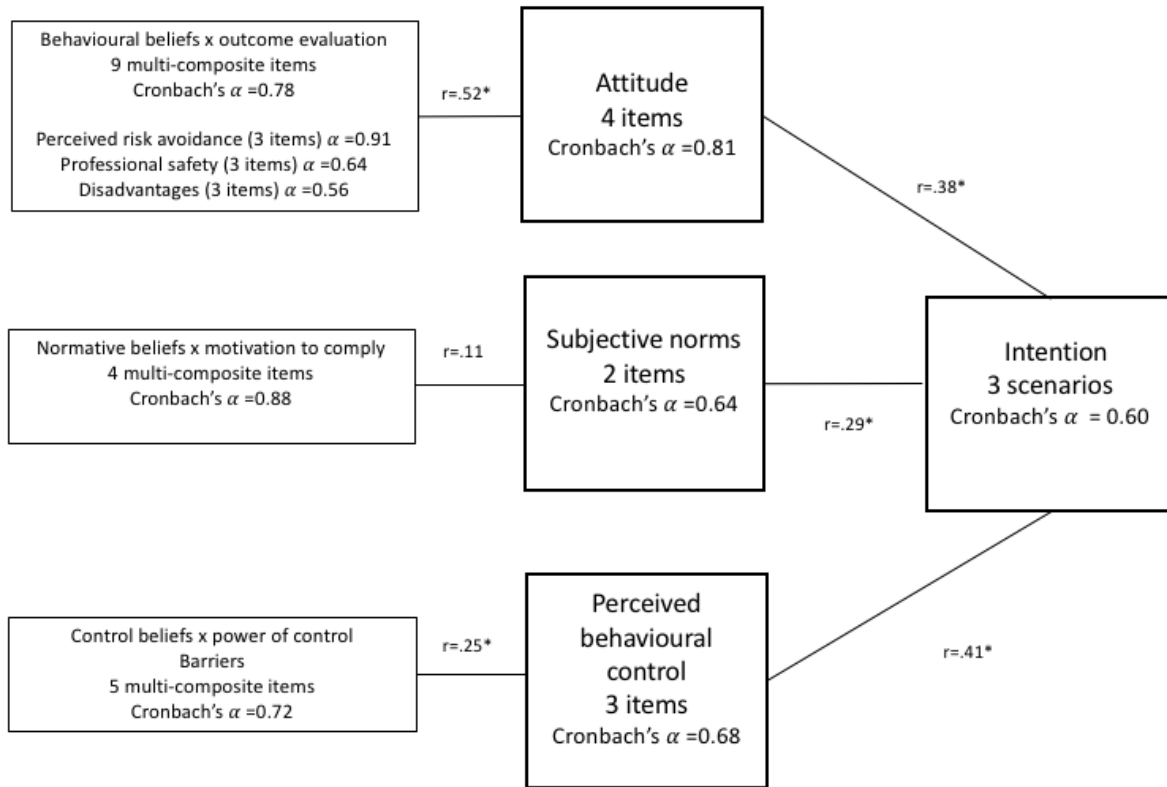 Behavioural beliefs x outcome evaluation
9 multi-composite items
Cronbach's α =0.78
Perceived risk avoidance (3 items) α =0.91
Professional safety (3 items) α =0.64
Disadvantages (3 items) α =0.56
r=.52*
Attitude
4 items
Cronbach's α =0.81
r=.38*
Normative beliefs x motivation to comply
4 multi-composite items
Cronbach's α =0.88
r=.11
Subjective norms
2 items
Cronbach's α =0.64
r=.29*
Intention
3 scenarios
Cronbach's α = 0.60
Control beliefs x power of control
Barriers
5 multi-composite items
Cronbach's α =0.72
r=.25*
Perceived
behavioural
control
3 items
Cronbach's α =0.68
r=.41*